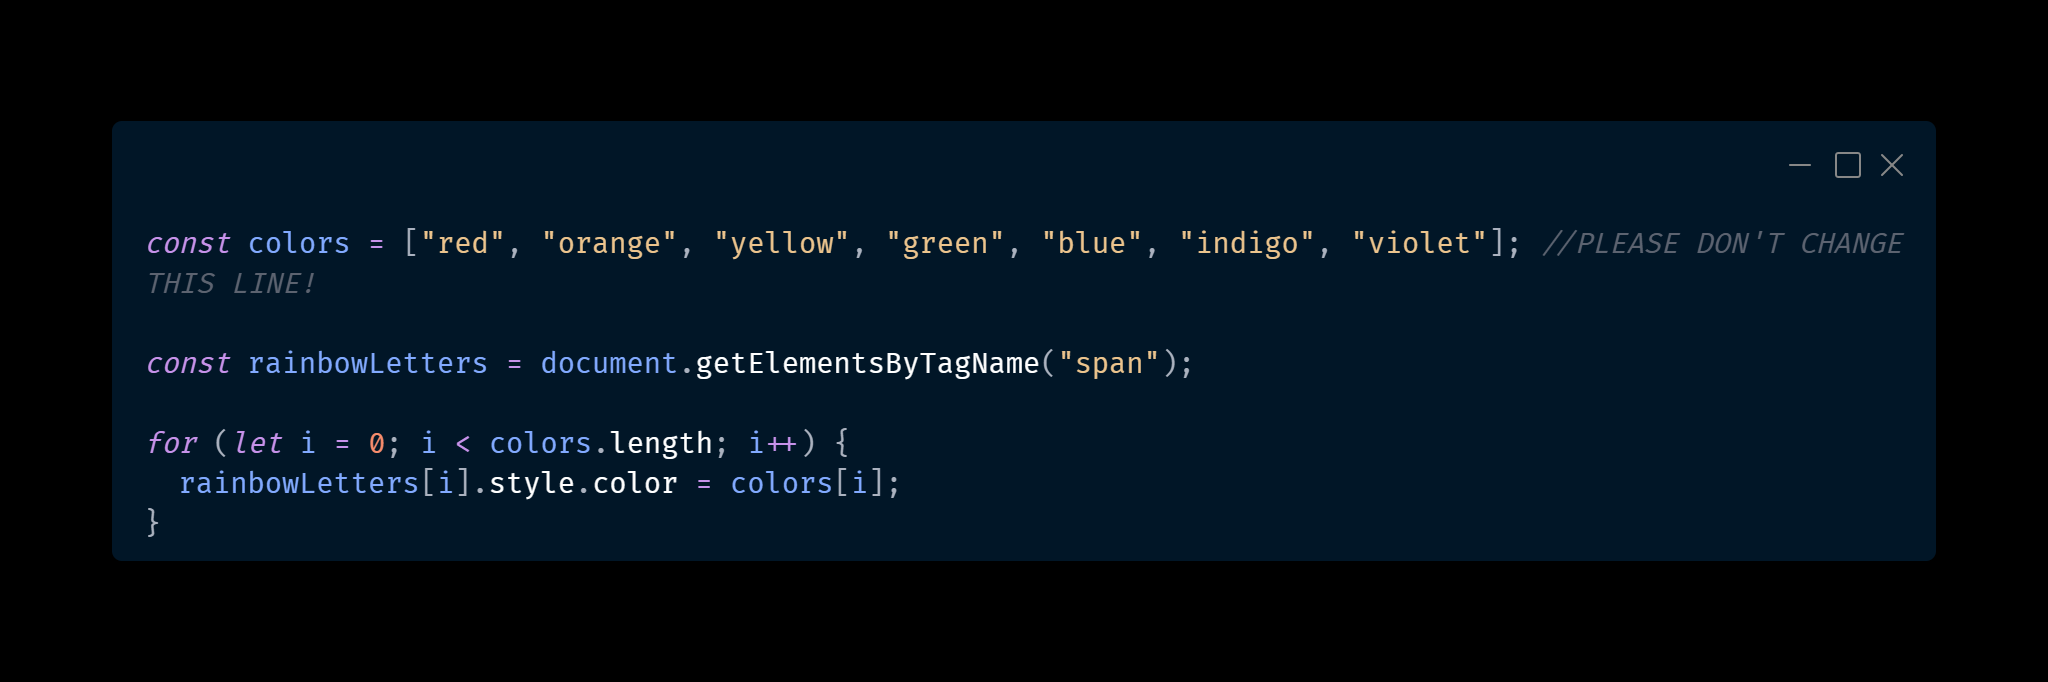 const colors = ["red", "orange", "yellow", "green", "blue", "indigo", "violet"]; //PLEASE DON'T CHANGE
THIS LINE!
const rainbowLetters = document.getElementsByTagName("span");
for (let i = 0; i < colors.length; i++) {
  rainbowLetters[i].style.color = colors[i];
}